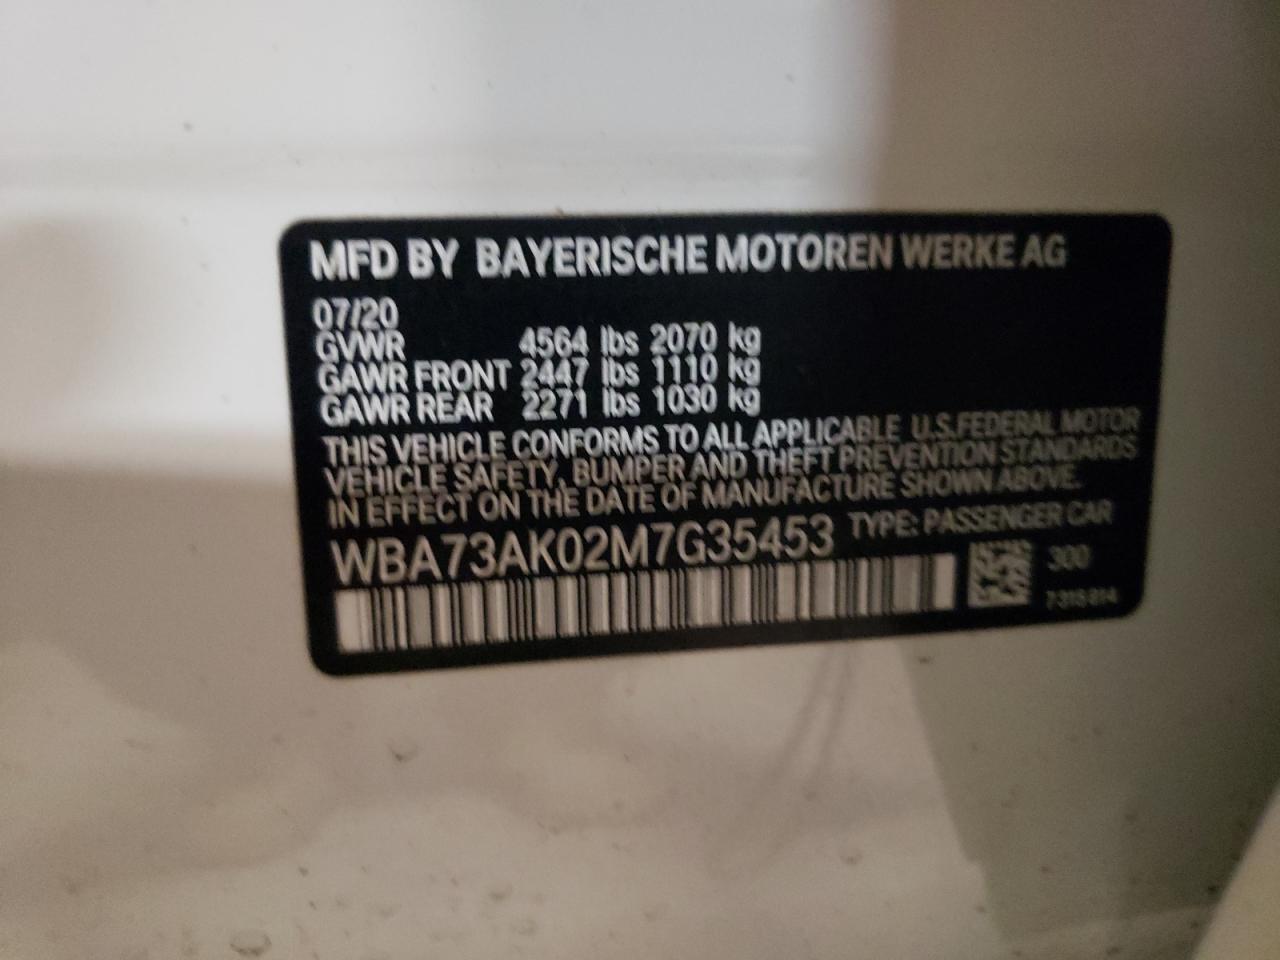 MFD BY BAYERISCHE MOTOREN WERKE AG
07/20
GVWR 4564 lbs 2070 kg
GAWR FRONT 2447 lbs 1110 kg
GAWR REAR 2271 lbs 1030 kg
THIS VEHICLE CONFORMS TO ALL APPLICABLE U.S.FEDERAL MOTOR
VEHICLE SAFETY, BUMPER AND THEFT PREVENTION STANDARDS
IN EFFECT ON THE DATE OF MANUFACTURE SHOWN ABOVE.
WBA73AK02M7G35453 TYPE: PASSENGER CAR
300